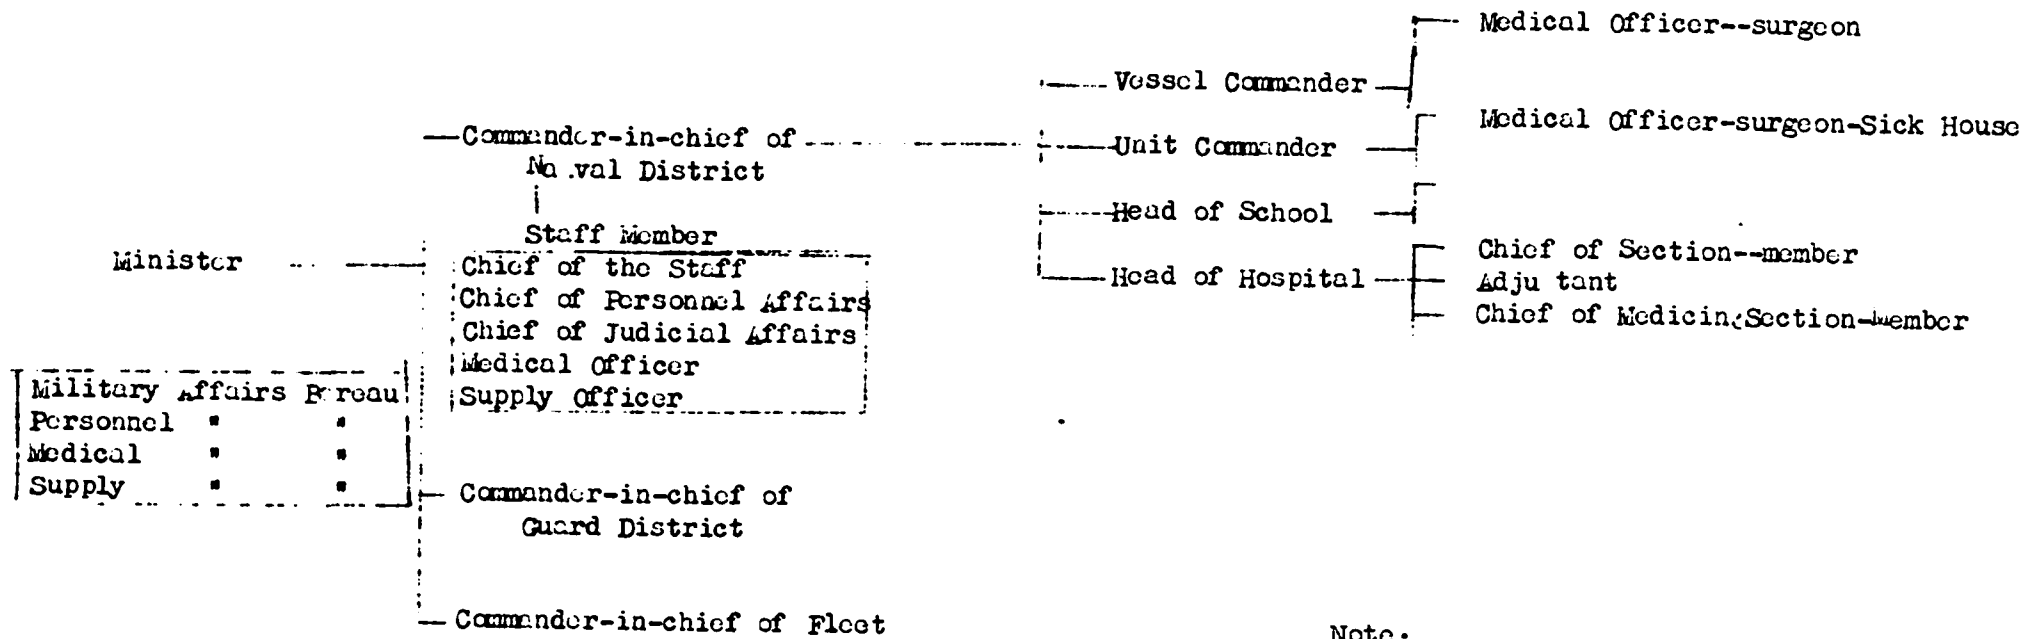 Medical Officer--surgeon
Vessel Commander
Commander-in-chief of
Naval District
Unit Commander
Medical Officer-surgeon-Sick House
Head of School
Staff Member
Minister
Chief of the Staff
Chief of Personnel Affairs
Chief of Judicial Affairs
Medical Officer
Supply Officer
Head of Hospital
Chief of Section--member
Adju tant
Chief of Medicine Section-Member
Military Affairs Bureau
Personnel " "
Medical " "
Supply " "
Commander-in-chief of
Guard District
Commander-in-chief of Fleet
Note: